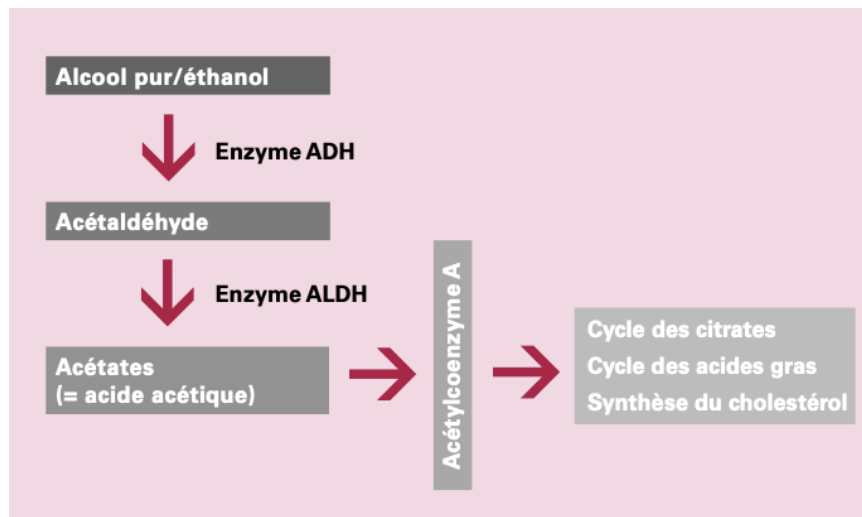 Alcool pur/éthanol
Enzyme ADH
Acétaldéhyde
Enzyme ALDH
Acétates
(= acide acétique)
Acétylcoenzyme A
Cycle des citrates
Cycle des acides gras
Synthèse du cholestérol